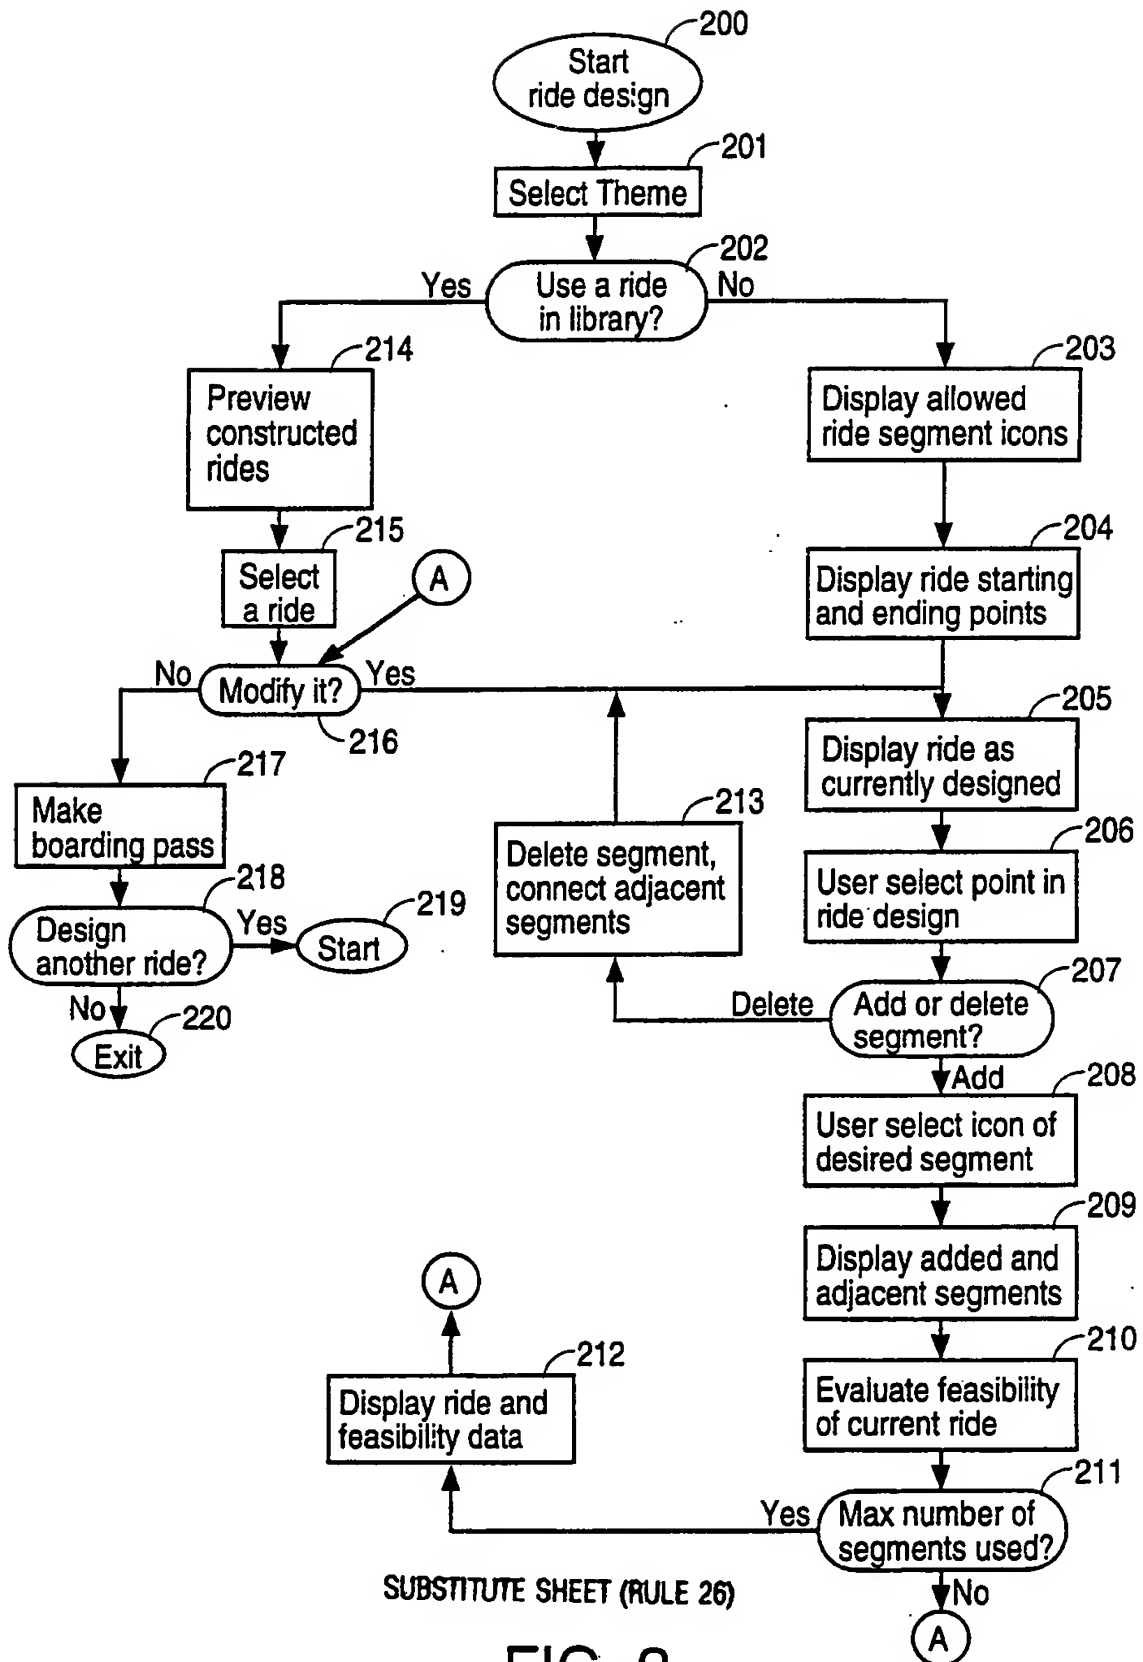 200
Start
ride design
201
Select Theme
202
Yes
Use a ride
in library?
No
214
Preview
constructed
rides
203
Display allowed
ride segment icons
215
Select
a ride
A
204
Display ride starting
and ending points
No
Modify it?
Yes
216
205
Display ride as
currently designed
217
Make
boarding pass
213
Delete segment,
connect adjacent
segments
206
User select point in
ride design
218
Design
another ride?
Yes
219
Start
No
220
Exit
207
Delete
Add or delete
segment?
Add
208
User select icon of
desired segment
209
Display added and
adjacent segments
A
210
Evaluate feasibility
of current ride
212
Display ride and
feasibility data
211
Yes
Max number of
segments used?
No
A
SUBSTITUTE SHEET (RULE 26)
FIG.